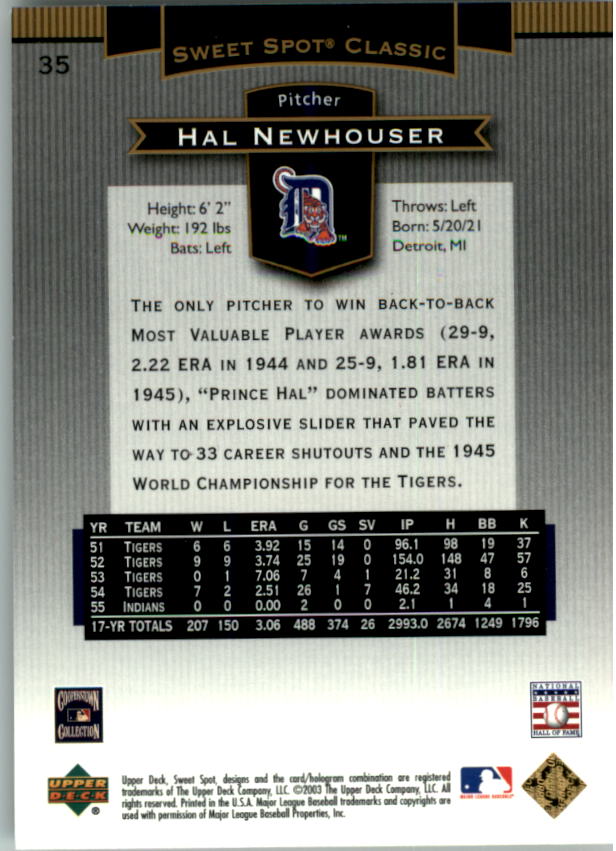 35
SWEET SPOT® CLASSIC
Pitcher
HAL NEWHOUSER
Height: 6' 2"
Weight: 192 lbs
Bats: Left
TM
Throws: Left
Born: 5/20/21
Detroit, MI
THE ONLY PITCHER TO WIN BACK-TO-BACK
MOST VALUABLE PLAYER AWARDS (29-9,
2.22 ERA IN 1944 AND 25-9, 1.81 ERA IN
1945), "PRINCE HAL" DOMINATED BATTERS
WITH AN EXPLOSIVE SLIDER THAT PAVED THE
WAY TO 33 CAREER SHUTOUTS AND THE 1945
WORLD CHAMPIONSHIP FOR THE TIGERS.
YR TEAM W L ERA G GS SV IP H BB K
51 TIGERS 6 6 3.92 15 14 0 96.1 98 19 37
52 TIGERS 9 9 3.74 25 19 0 154.0 148 47 57
53 TIGERS 0 1 7.06 7 4 1 21.2 31 8 6
54 TIGERS 7 2 2.51 26 1 7 46.2 34 18 25
55 INDIANS 0 0 0.00 2 0 0 2.1 1 4 1
17-YR TOTALS 207 150 3.06 488 374 26 2993.0 2674 1249 1796
COOPERSTOWN
COLLECTION
NATIONAL
BASEBALL
HALL OF FAME
UPPER
DECK ®
Upper Deck, Sweet Spot, designs and the card/hologram combination are registered
trademarks of The Upper Deck Company, LLC. ©2003 The Upper Deck Company, LLC. All
rights reserved. Printed in the U.S.A. Major League Baseball trademarks and copyrights are
used with permission of Major League Baseball Properties, Inc.
MAJOR LEAGUE BASEBALL